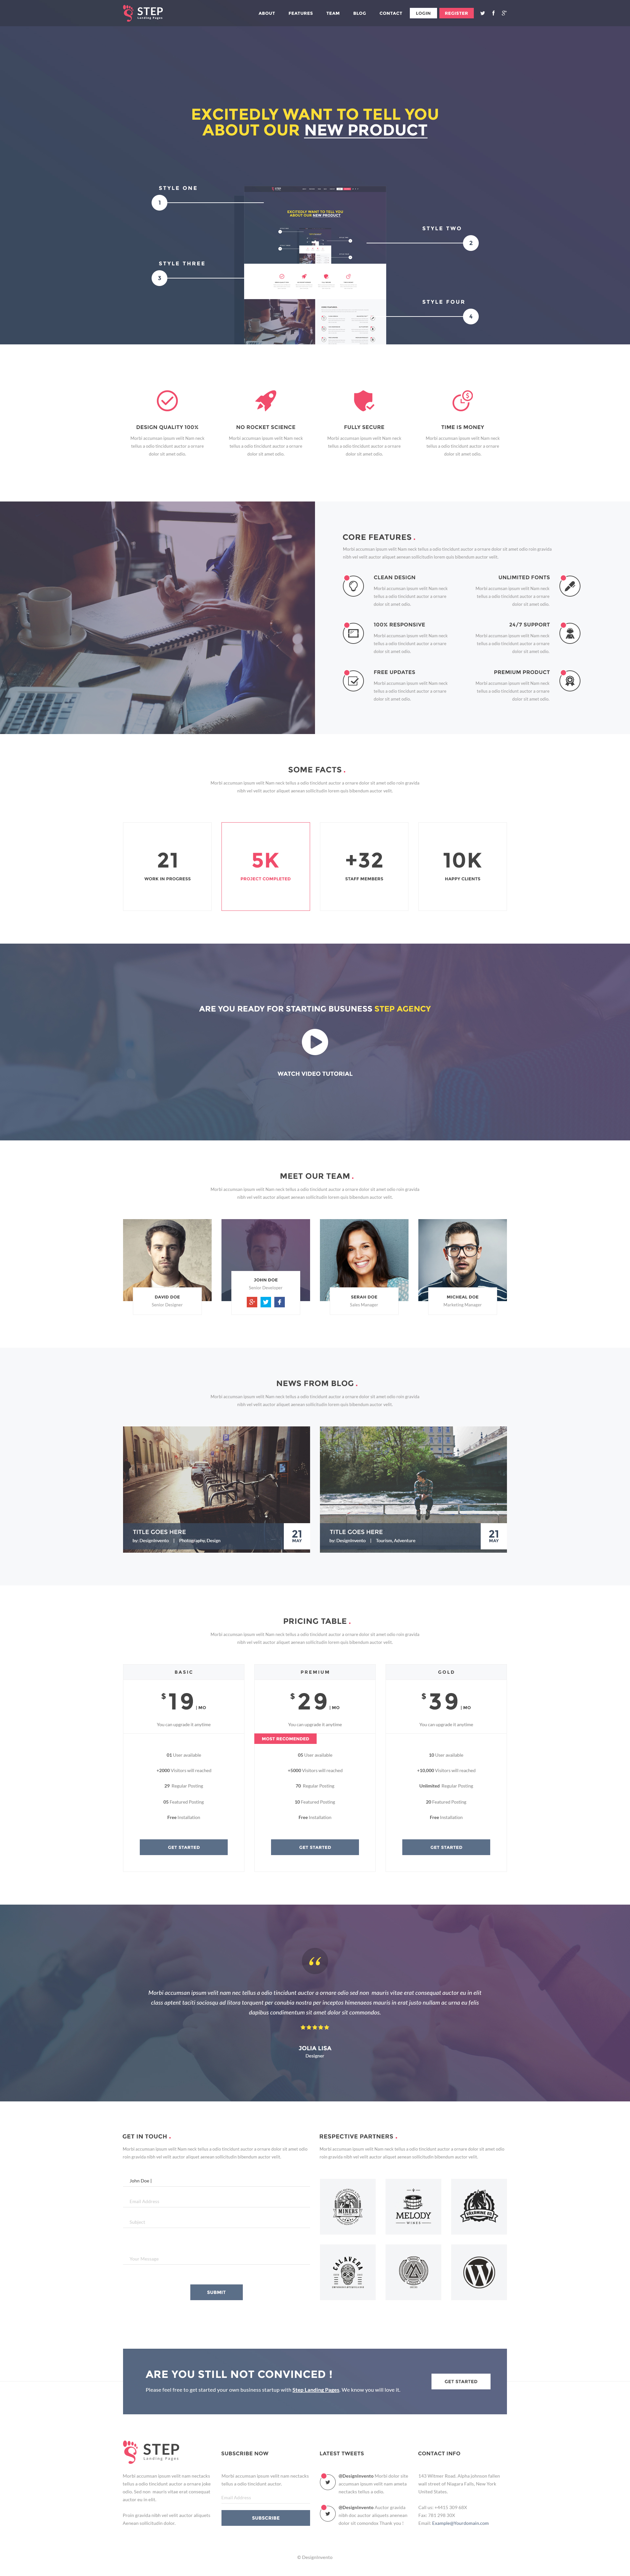 STEP
Landing Pages
ABOUT FEATURES TEAM BLOG CONTACT LOGIN REGISTER
EXCITEDLY WANT TO TELL YOU
ABOUT OUR NEW PRODUCT
STYLE ONE
1
STYLE TWO
2
STYLE THREE
3
STYLE FOUR
4
EXCITEDLY WANT TO TELL YOU
ABOUT OUR NEW PRODUCT
DESIGN QUALITY 100%
Morbi accumsan ipsum velit Nam neck
tellus a odio tincidunt auctor a ornare
dolor sit amet odio.
NO ROCKET SCIENCE
Morbi accumsan ipsum velit Nam neck
tellus a odio tincidunt auctor a ornare
dolor sit amet odio.
FULLY SECURE
Morbi accumsan ipsum velit Nam neck
tellus a odio tincidunt auctor a ornare
dolor sit amet odio.
TIME IS MONEY
Morbi accumsan ipsum velit Nam neck
tellus a odio tincidunt auctor a ornare
dolor sit amet odio.
CORE FEATURES .
Morbi accumsan ipsum velit Nam neck tellus a odio tincidunt auctor a ornare dolor sit amet odio roin gravida
nibh vel velit auctor aliquet aenean sollicitudin lorem quis bibendum auctor velit.
CLEAN DESIGN
Morbi accumsan ipsum velit Nam neck
tellus a odio tincidunt auctor a ornare
dolor sit amet odio.
UNLIMITED FONTS
Morbi accumsan ipsum velit Nam neck
tellus a odio tincidunt auctor a ornare
dolor sit amet odio.
100% RESPONSIVE
Morbi accumsan ipsum velit Nam neck
tellus a odio tincidunt auctor a ornare
dolor sit amet odio.
24/7 SUPPORT
Morbi accumsan ipsum velit Nam neck
tellus a odio tincidunt auctor a ornare
dolor sit amet odio.
FREE UPDATES
Morbi accumsan ipsum velit Nam neck
tellus a odio tincidunt auctor a ornare
dolor sit amet odio.
PREMIUM PRODUCT
Morbi accumsan ipsum velit Nam neck
tellus a odio tincidunt auctor a ornare
dolor sit amet odio.
SOME FACTS .
Morbi accumsan ipsum velit Nam neck tellus a odio tincidunt auctor a ornare dolor sit amet odio roin gravida
nibh vel velit auctor aliquet aenean sollicitudin lorem quis bibendum auctor velit.
21
WORK IN PROGRESS
5K
PROJECT COMPLETED
+32
STAFF MEMBERS
10K
HAPPY CLIENTS
ARE YOU READY FOR STARTING BUSUNESS STEP AGENCY
WATCH VIDEO TUTORIAL
MEET OUR TEAM .
Morbi accumsan ipsum velit Nam neck tellus a odio tincidunt auctor a ornare dolor sit amet odio roin gravida
nibh vel velit auctor aliquet aenean sollicitudin lorem quis bibendum auctor velit.
DAVID DOE
Senior Designer
JOHN DOE
Senior Developer
SERAH DOE
Sales Manager
MICHEAL DOE
Marketing Manager
NEWS FROM BLOG .
Morbi accumsan ipsum velit Nam neck tellus a odio tincidunt auctor a ornare dolor sit amet odio roin gravida
nibh vel velit auctor aliquet aenean sollicitudin lorem quis bibendum auctor velit.
TITLE GOES HERE
by: Designinvento | Photography, Design
21
MAY
TITLE GOES HERE
by: Designinvento | Tourism, Adventure
21
MAY
PRICING TABLE .
Morbi accumsan ipsum velit Nam neck tellus a odio tincidunt auctor a ornare dolor sit amet odio roin gravida
nibh vel velit auctor aliquet aenean sollicitudin lorem quis bibendum auctor velit.
BASIC
$19 | MO
You can upgrade it anytime
01 User available
+2000 Visitors will reached
29 Regular Posting
05 Featured Posting
Free Installation
GET STARTED
PREMIUM
$29 | MO
You can upgrade it anytime
MOST RECOMENDED
05 User available
+5000 Visitors will reached
70 Regular Posting
10 Featured Posting
Free Installation
GET STARTED
GOLD
$39 | MO
You can upgrade it anytime
10 User available
+10,000 Visitors will reached
Unlimited Regular Posting
20 Featured Posting
Free Installation
GET STARTED
“
Morbi accumsan ipsum velit nam nec tellus a odio tincidunt auctor a ornare odio sed non mauris vitae erat consequat auctor eu in elit
class aptent taciti sociosqu ad litora torquent per conubia nostra per inceptos himenaeos mauris in erat justo nullam ac urna eu felis
dapibus condimentum sit amet dolor sit commodos.
JOLIA LISA
Designer
GET IN TOUCH .
Morbi accumsan ipsum velit Nam neck tellus a odio tincidunt auctor a ornare dolor sit amet odio
roin gravida nibh vel velit auctor aliquet aenean sollicitudin lorem quis bibendum auctor velit.
John Doe |
Email Address
Subject
Your Message
SUBMIT
RESPECTIVE PARTNERS .
Morbi accumsan ipsum velit Nam neck tellus a odio tincidunt auctor a ornare dolor sit amet odio
roin gravida nibh vel velit auctor aliquet aenean sollicitudin lorem quis bibendum auctor velit.
MINERS
MELODY
WINES
CALAVERA
ARE YOU STILL NOT CONVINCED !
Please feel free to get started your own business startup with Step Landing Pages. We know you will love it.
GET STARTED
STEP
Landing Pages
Morbi accumsan ipsum velit nam nectacks
tellus a odio tincidunt auctor a ornare joke
odio. Sed non mauris vitae erat consequat
auctor eu in elit.
Proin gravida nibh vel velit auctor aliquets
Aenean sollicitudin dolor.
SUBSCRIBE NOW
Morbi accumsan ipsum velit nam nectacks
tellus a odio tincidunt auctor.
Email Address
SUBSCRIBE
LATEST TWEETS
@Designinvento Morbi dolor site
accumsan ipsum velit nam ameta
nectacks tellus a odio.
@Designinvento Auctor gravida
nibh doc auctor aliquets onemean
dolor sit comondox Thank you !
CONTACT INFO
143 Wilower Road, Alpha johnson italian
wall street of Niagara Falls, New York
United States.
Call us: +4415 309 6XX
Fax: 781 298 30X
Email: Example@Yourdomain.com
© Designinvento